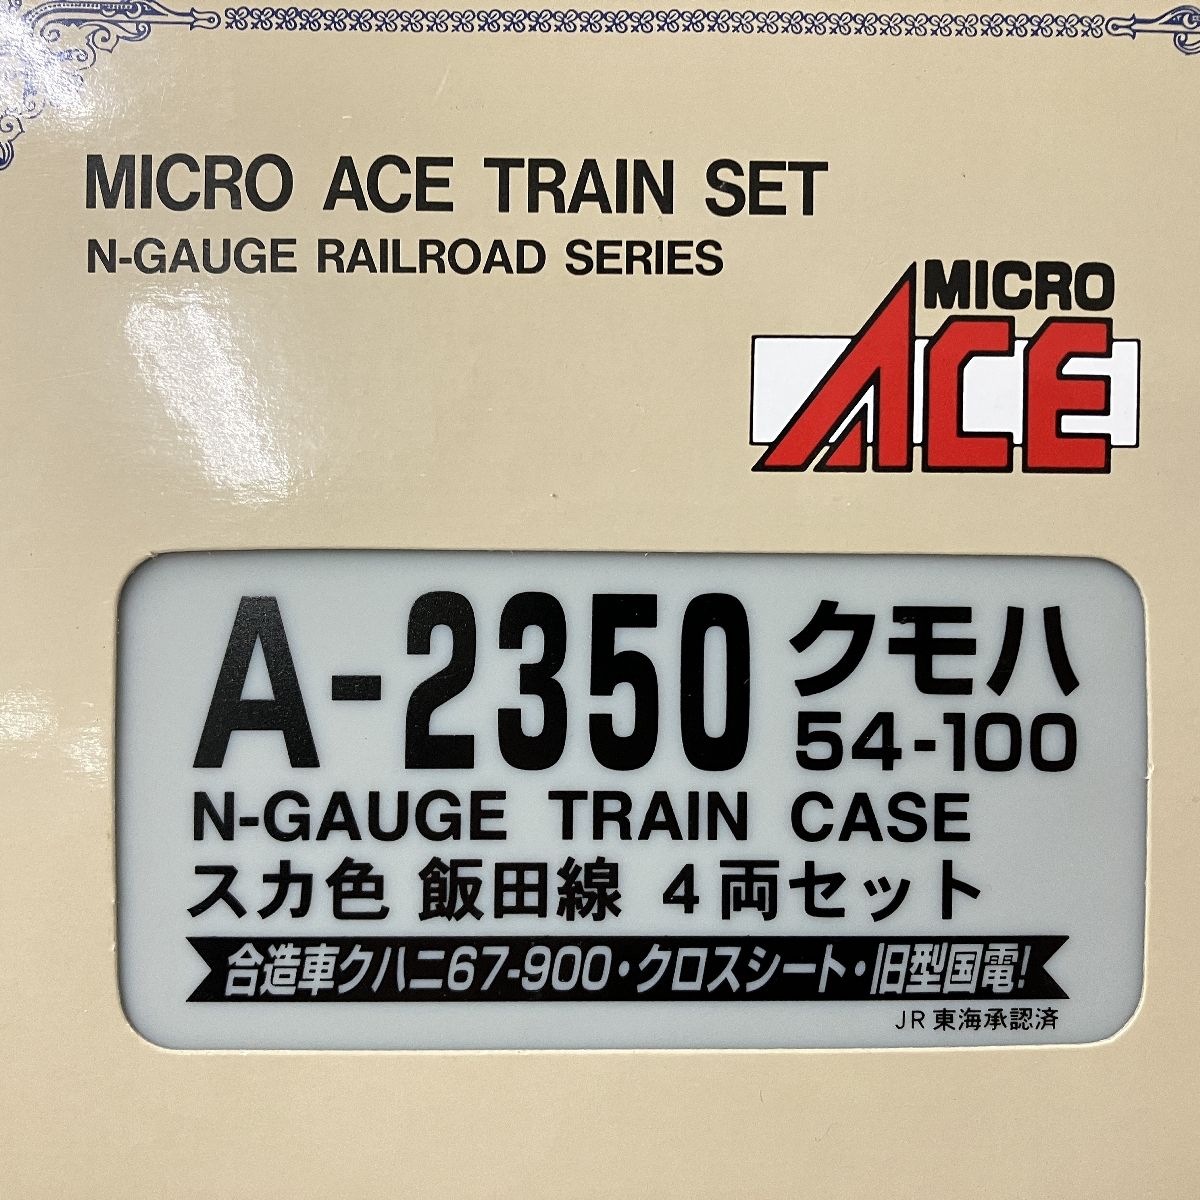 MICRO ACE TRAIN SET
N-GAUGE RAILROAD SERIES
MICRO
ACE
A-2350 クモハ
54-100
N-GAUGE TRAIN CASE
スカ色 飯田線 4両セット
合造車クハニ67-900・クロスシート・旧型国電!
JR東海承認済